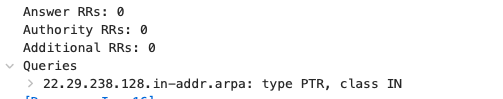 Answer RRs: 0
Authority RRs: 0
Additional RRs: 0
Queries
22.29.238.128.in-addr.arpa: type PTR, class IN